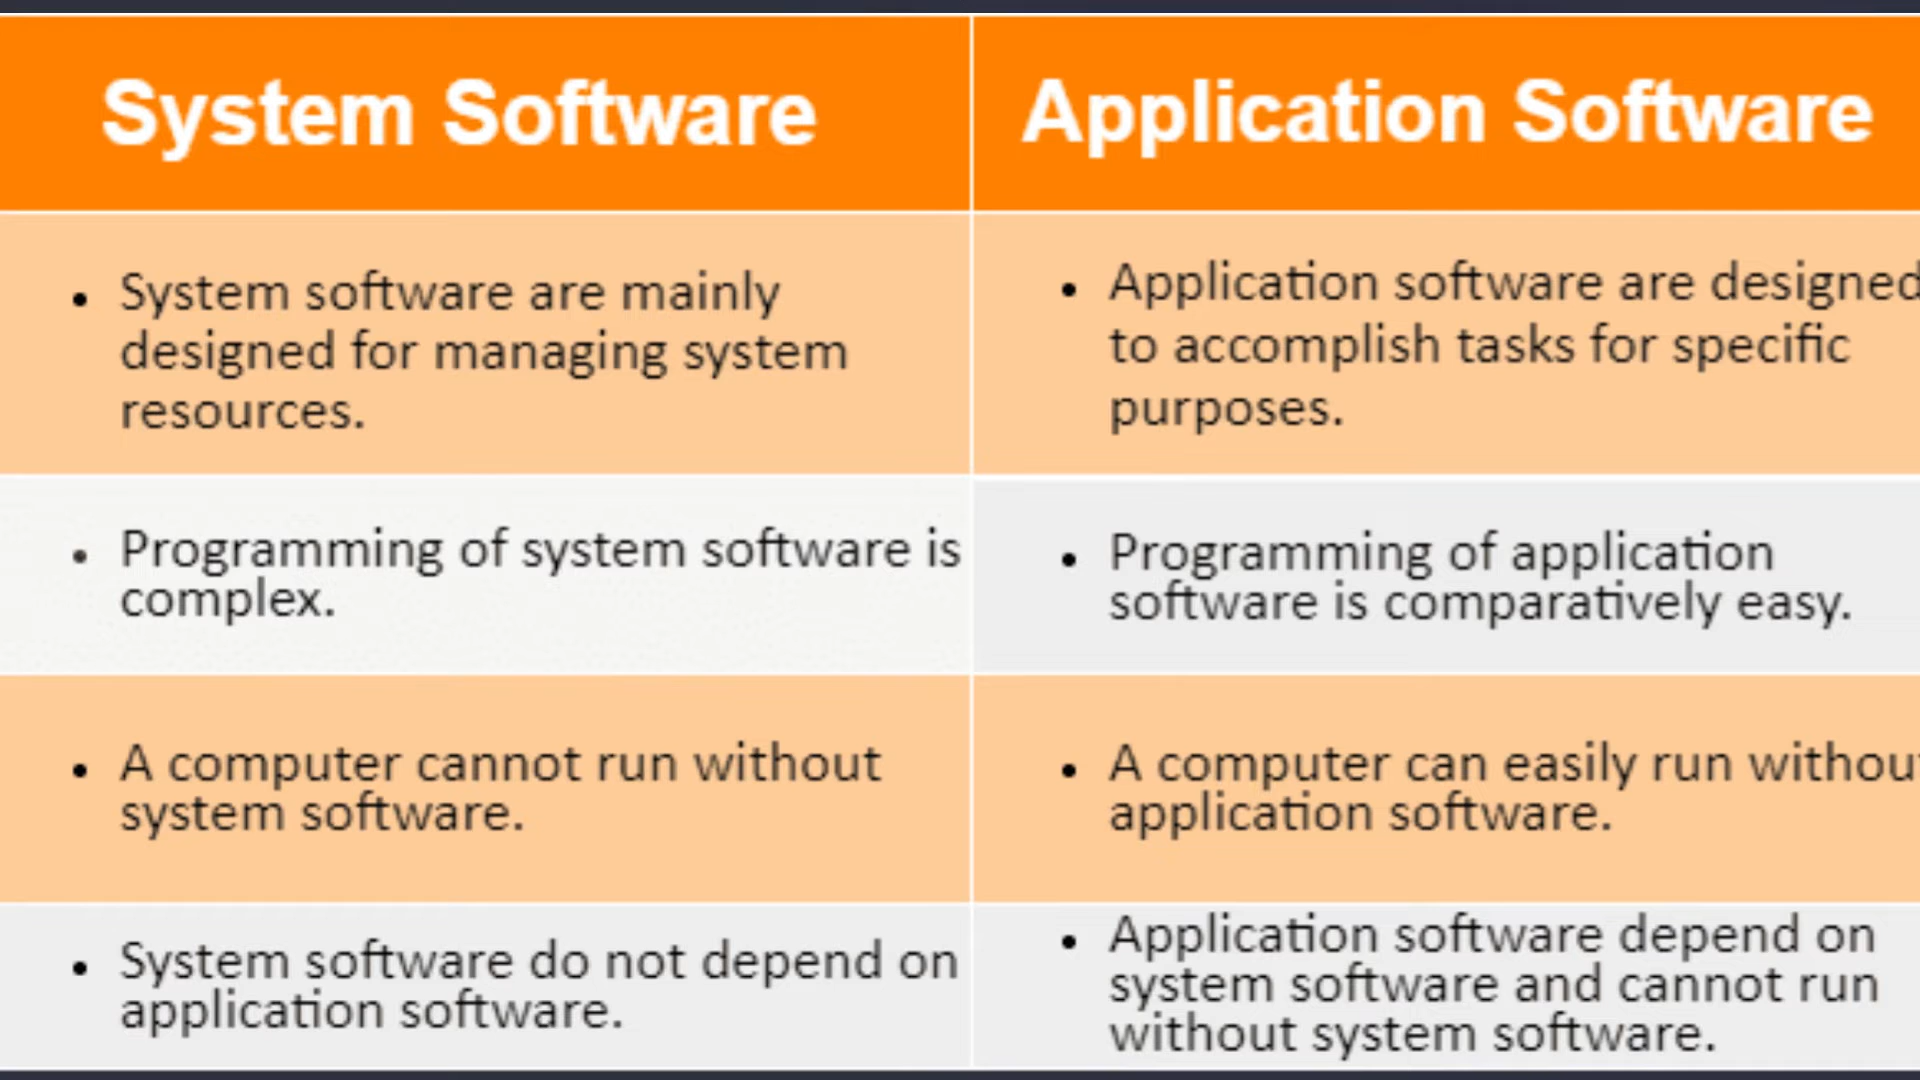 System Software
Application Software
• System software are mainly
designed for managing system
resources.
• Application software are designed
to accomplish tasks for specific
purposes.
• Programming of system software is
complex.
• Programming of application
software is comparatively easy.
• A computer cannot run without
system software.
• A computer can easily run without
application software.
• System software do not depend on
application software.
• Application software depend on
system software and cannot run
without system software.